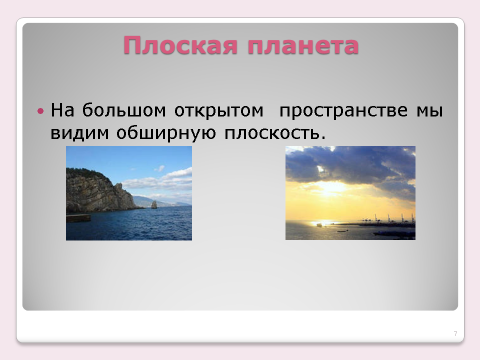 Плоская планета
• На большом открытом пространстве мы
видим обширную плоскость.
7